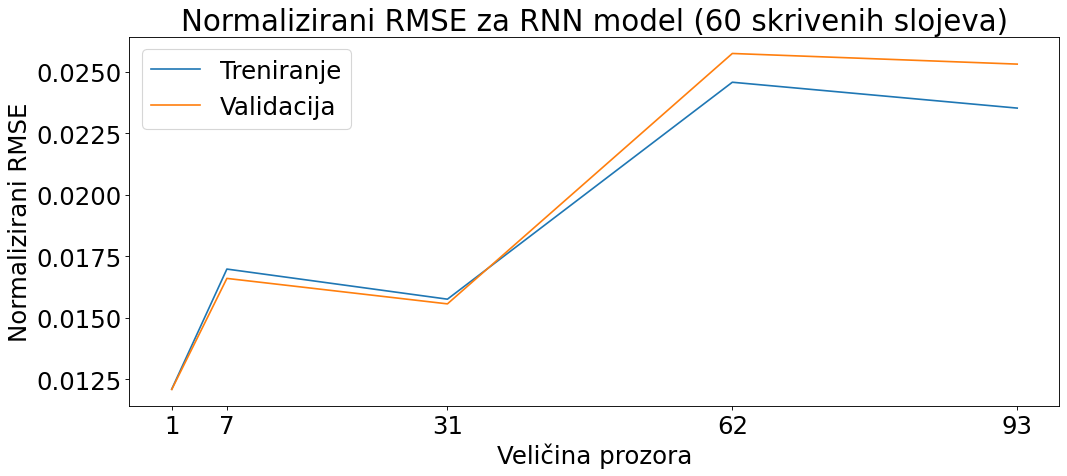 Normalizirani RMSE za RNN model (60 skrivenih slojeva)
Treniranje
Validacija
Normalizirani RMSE
0.0250
0.0225
0.0200
0.0175
0.0150
0.0125
1 7 31 62 93
Veličina prozora